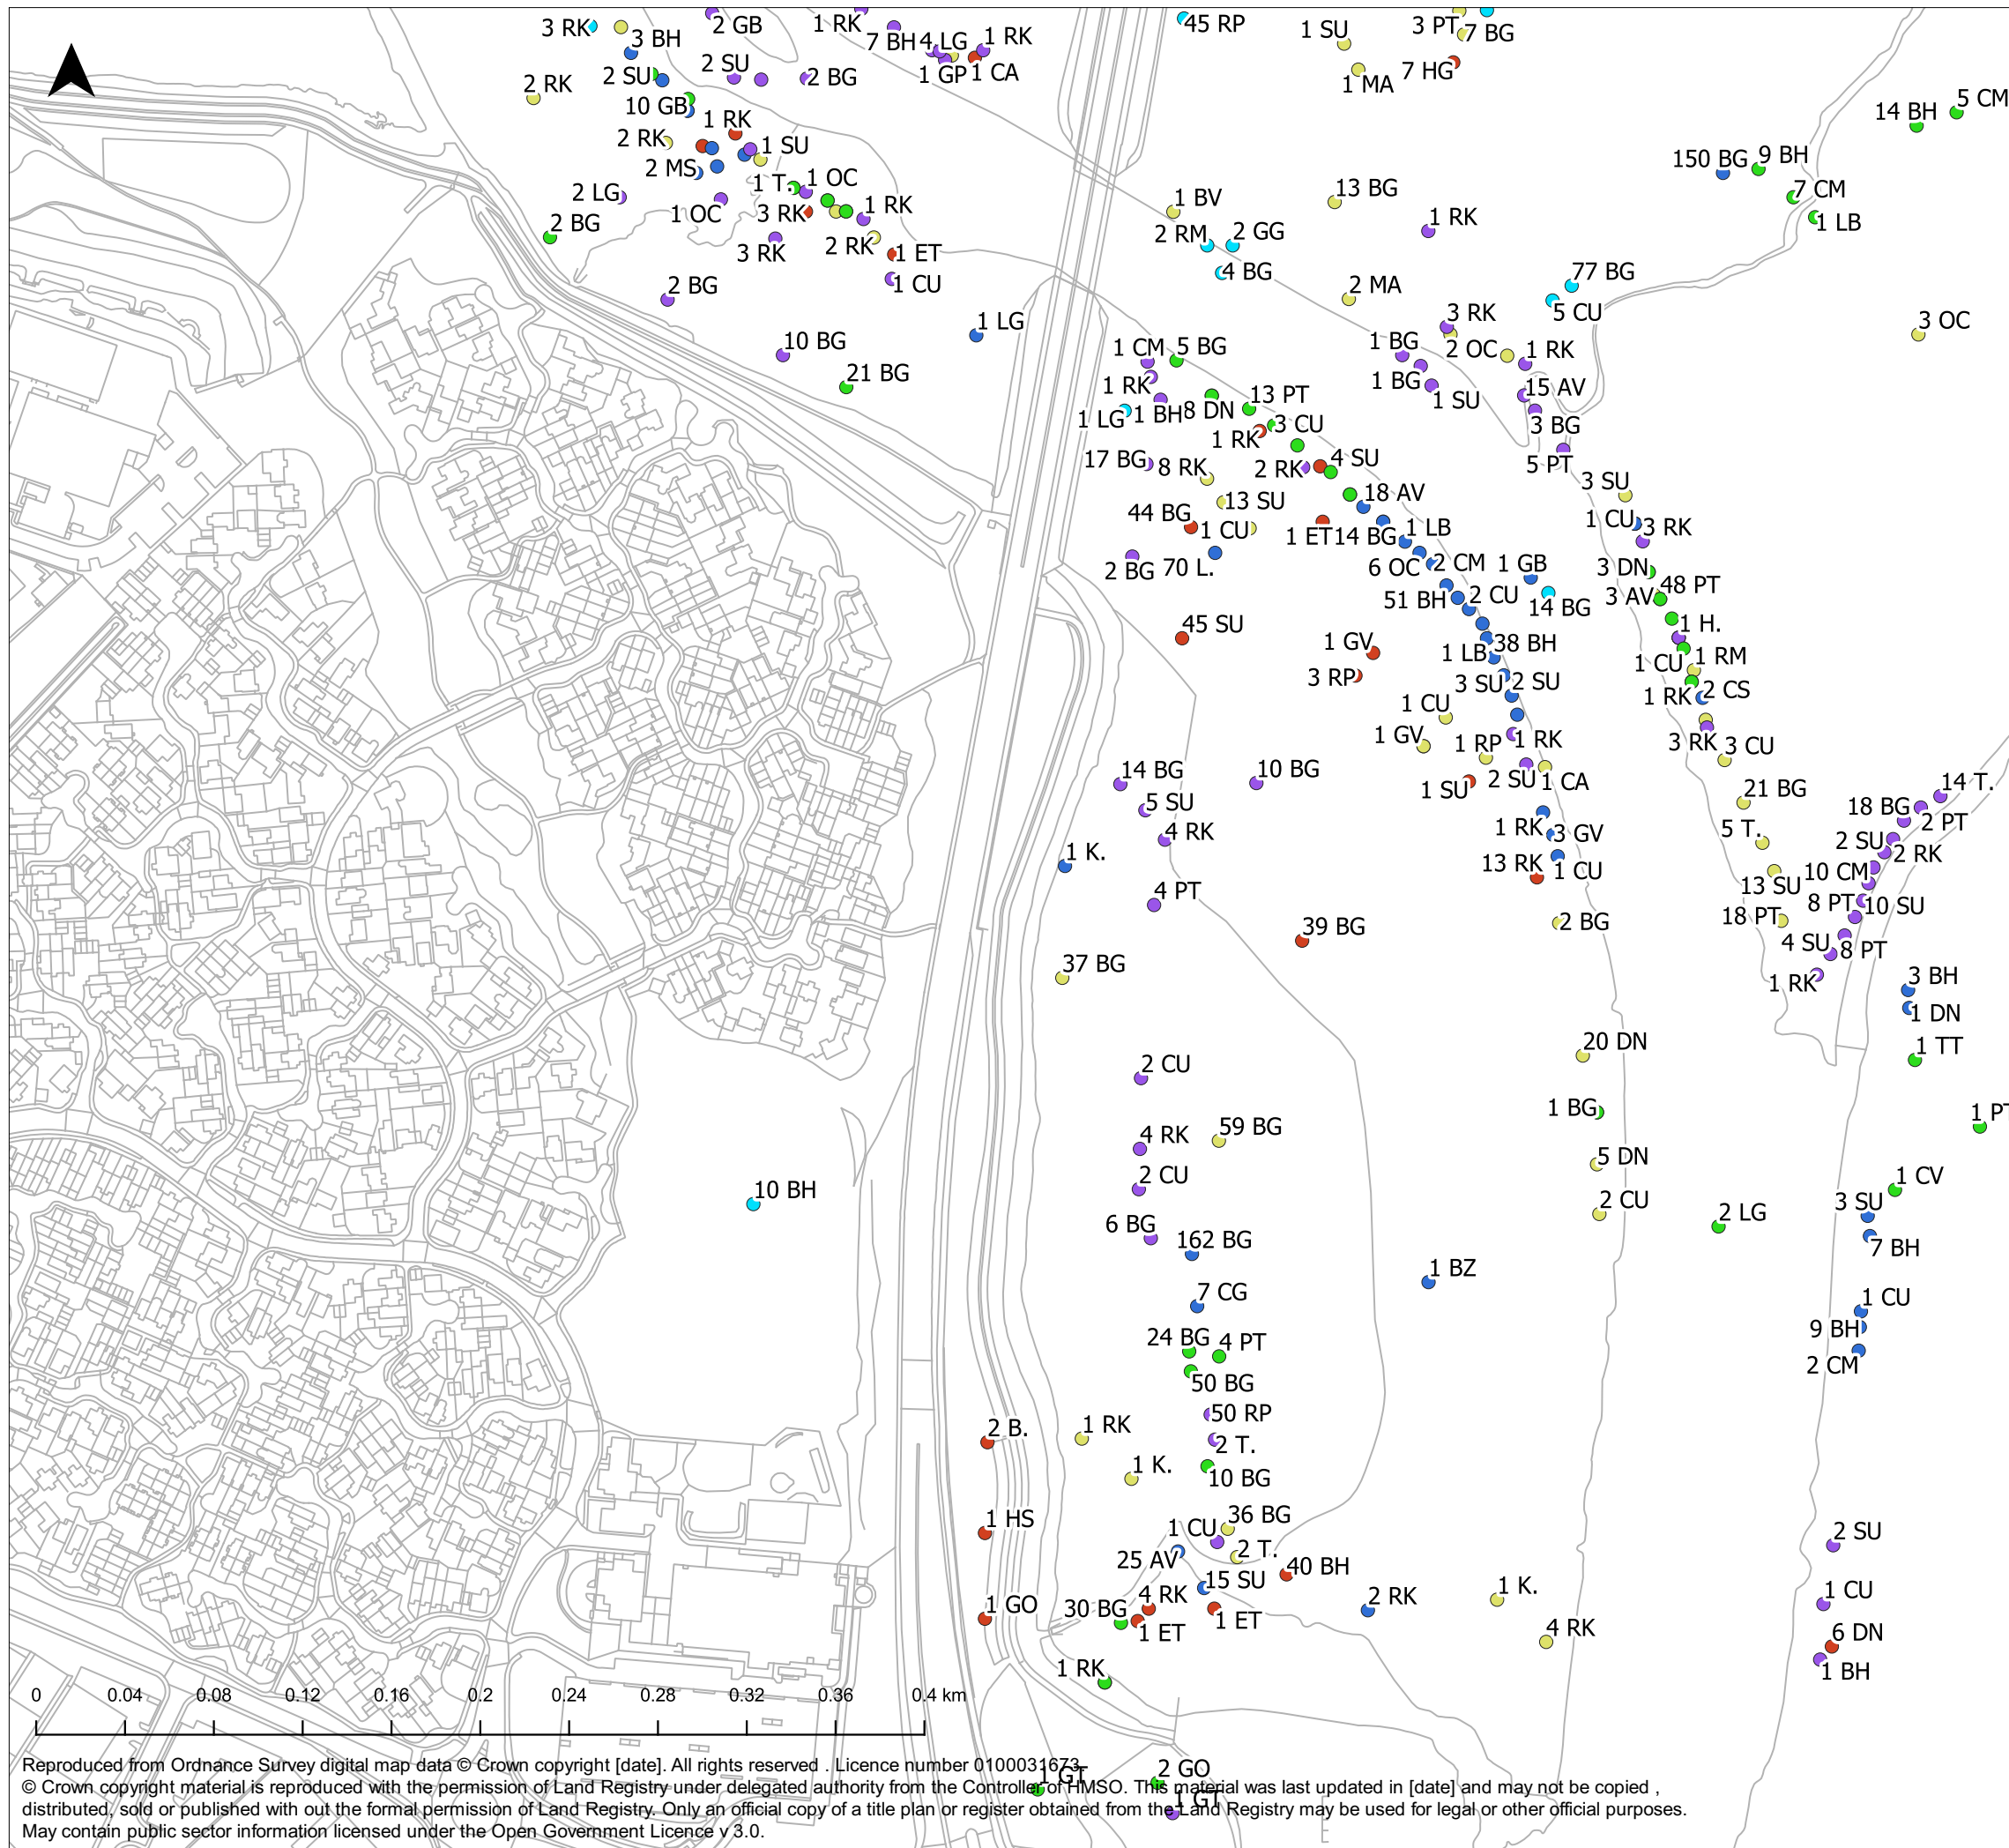 3 RK
3 BH
2 GB
1 RK
7 BH
4 LG
1 RK
1 GP
1 CA
45 RP
1 SU
3 PT
7 BG
7 HG
1 MA
2 RK
2 SU
2 SU
2 BG
10 GB
1 RK
2 RK
1 SU
2 MS
1 T.
1 OC
2 LG
1 OC
3 RK
1 RK
2 BG
3 RK
2 RK
1 ET
1 CU
2 BG
1 LG
10 BG
21 BG
5 CM
14 BH
150 BG
9 BH
7 CM
1 LB
1 BV
13 BG
1 RK
2 RM
2 GG
4 BG
77 BG
5 CU
2 MA
3 RK
3 OC
1 CM
5 BG
1 BG
2 OC
1 RK
1 RK
1 BG
15 AV
1 LG
1 BH
8 DN
13 PT
1 SU
3 BG
1 RK
3 CU
5 PT
17 BG
8 RK
2 RK
4 SU
3 SU
44 BG
13 SU
18 AV
1 CU
1 CU
3 RK
1 ET
14 BG
1 LB
2 BG
70 L.
6 OC
2 CM
1 GB
3 DN
51 BH
2 CU
14 BG
3 AV
48 PT
45 SU
1 GV
1 LB
38 BH
1 H.
1 CU
1 RM
3 RP
3 SU
2 SU
1 RK
2 CS
1 CU
1 GV
1 RP
1 RK
3 RK
3 CU
14 BG
10 BG
1 SU
2 SU
1 CA
21 BG
14 T.
5 SU
18 BG
2 PT
4 RK
1 RK
3 GV
5 T.
2 SU
2 RK
1 K.
13 RK
1 CU
13 SU
10 CM
4 PT
8 PT
10 SU
39 BG
2 BG
18 PT
4 SU
8 PT
37 BG
1 RK
3 BH
1 DN
20 DN
1 TT
2 CU
1 BG
1 PT
4 RK
59 BG
5 DN
2 CU
1 CV
10 BH
2 CU
2 LG
3 SU
6 BG
162 BG
7 BH
1 BZ
7 CG
1 CU
9 BH
24 BG
4 PT
2 CM
50 BG
2 B.
1 RK
50 RP
2 T.
1 K.
10 BG
1 HS
1 CU
36 BG
2 SU
25 AV
2 T.
40 BH
15 SU
1 GO
30 BG
4 RK
1 ET
1 ET
2 RK
1 K.
1 CU
4 RK
6 DN
1 BH
1 RK
0 0.04 0.08 0.12 0.16 0.2 0.24 0.28 0.32 0.36 0.4 km
1 GT
2 GO
1 GT
Reproduced from Ordnance Survey digital map data © Crown copyright [date]. All rights reserved . Licence number 0100031673.
© Crown copyright material is reproduced with the permission of Land Registry under delegated authority from the Controller of HMSO. This material was last updated in [date] and may not be copied ,
distributed, sold or published with out the formal permission of Land Registry. Only an official copy of a title plan or register obtained from the Land Registry may be used for legal or other official purposes.
May contain public sector information licensed under the Open Government Licence v 3.0.